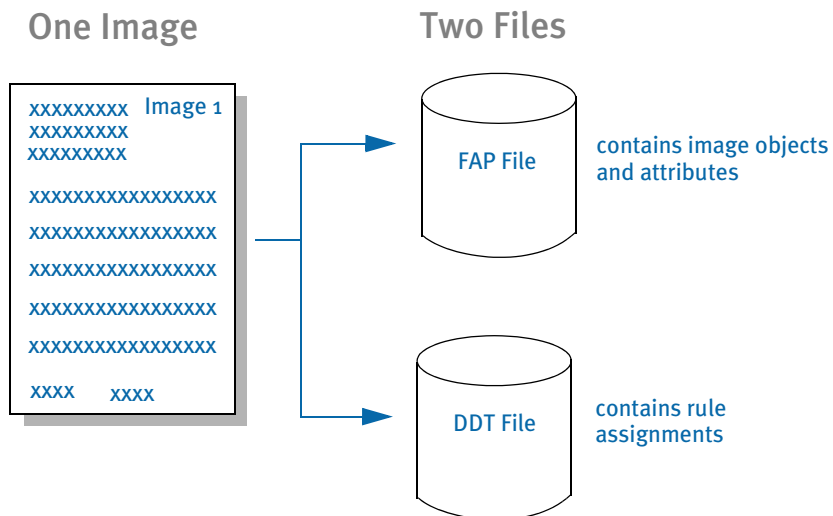 One Image
Two Files
xxxxxxxxx Image 1
xxxxxxxxx
xxxxxxxxx
xxxxxxxxxxxxxxxxx
xxxxxxxxxxxxxxxxx
xxxxxxxxxxxxxxxxx
xxxxxxxxxxxxxxxxx
xxxxxxxxxxxxxxxxx
xxxx xxxx
FAP File
contains image objects
and attributes
DDT File
contains rule
assignments